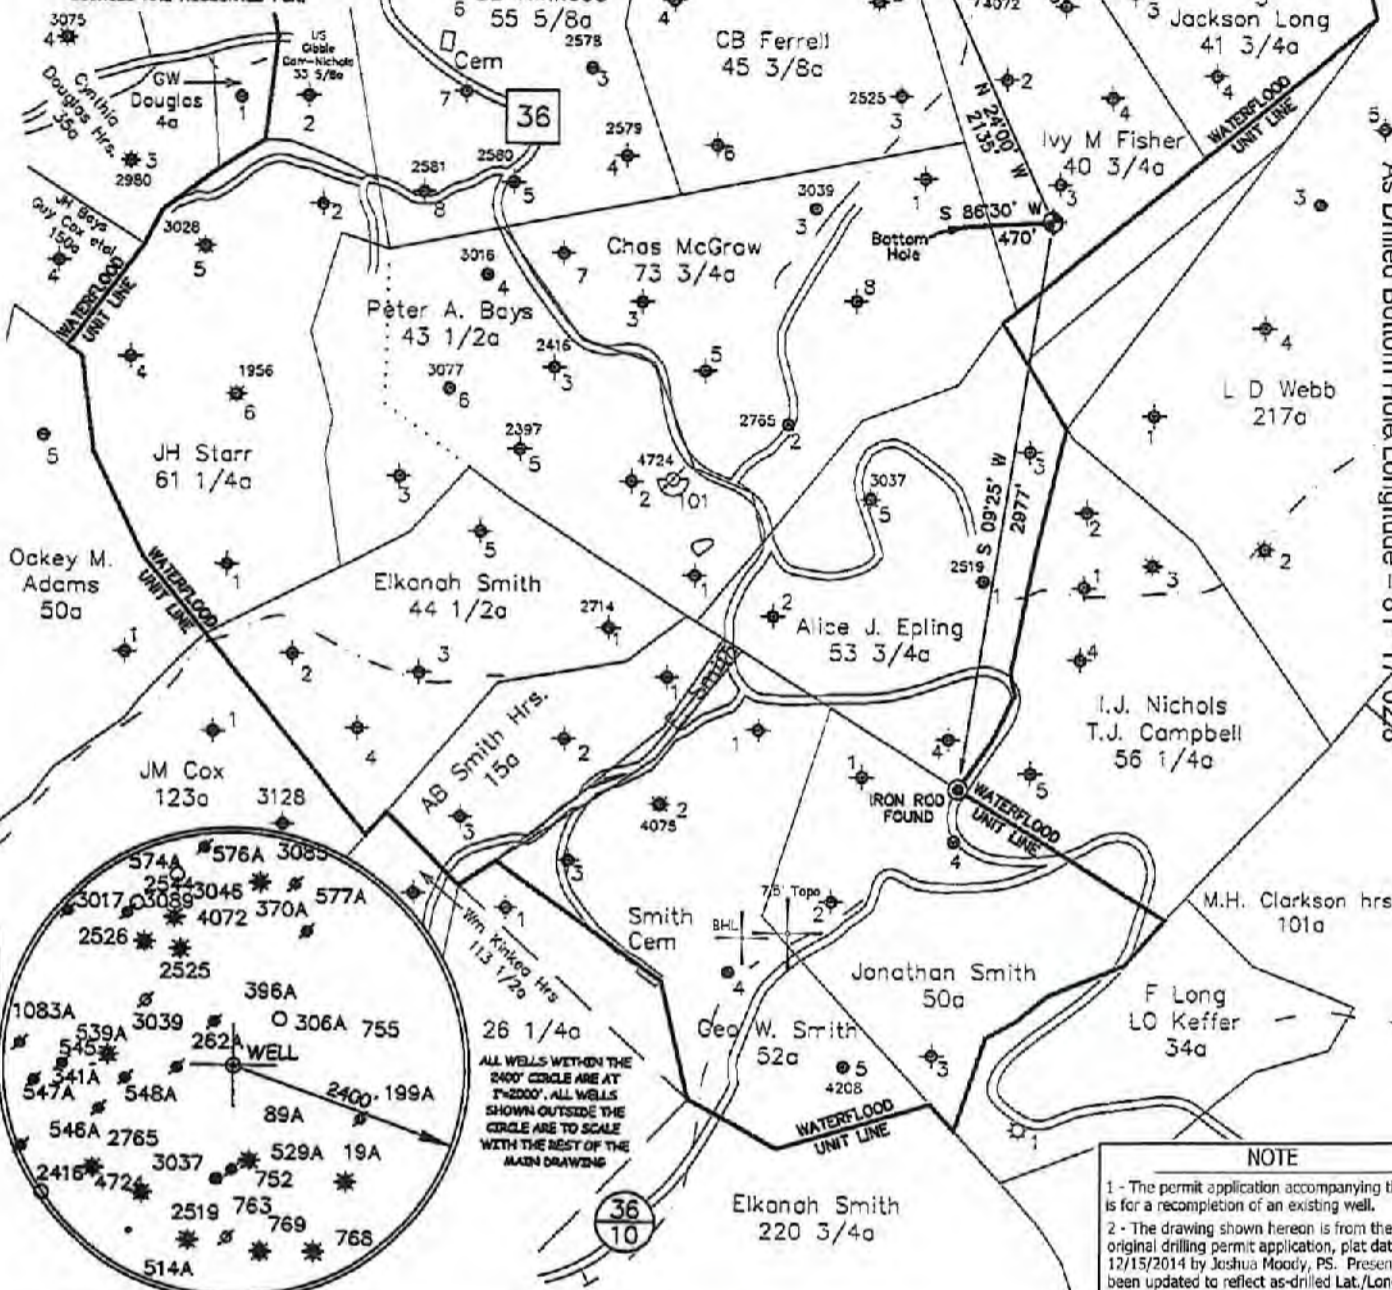 3075
4
6
55 5/8a
2578
3
4
CB Ferrell
45 3/8a
3
Jackson Long
41 3/4a
4
US
Gibble
Cem-Nichols
33 5/8a
Cem
Cynthia
Douglas Hrs.
35a
GW
Douglas
4a
1
2
7
36
2525
3
2
4
N 24°00' W
2135'
WATERFLOOD
UNIT LINE
5
3
2980
2579
4
6
Ivy M Fisher
40 3/4a
2581
8
2580
5
3
JH Bays
Guy Cox etal
150a
4
3028
5
2
3039
3
1
S 86°30' W
470'
Bottom
Hole
3
Chas McGraw
73 3/4a
7
3
8
WATERFLOOD
UNIT LINE
3016
4
Peter A. Bays
43 1/2a
4
1956
6
2416
3
5
3077
6
L D Webb
217a
4
1
5
JH Starr
61 1/4a
2397
5
2765
2
3
4724
2
101
3037
5
3
S 09°25' W
2977'
2
2
Ockey M.
Adams
50a
1
WATERFLOOD
UNIT LINE
1
5
Elkanah Smith
44 1/2a
2714
1
1
2
2519
1
1
3
Alice J. Epling
53 3/4a
4
2
3
1
Smith
I.J. Nichols
T.J. Campbell
56 1/4a
1
4
AB Smith Hrs.
15a
2
1
4
5
JM Cox
123a
3128
3
2
4075
1
IRON ROD
FOUND
WATERFLOOD
UNIT LINE
4
3
574A
576A
3085
2524
3046
577A
3017
3089
4072
370A
2526
2525
1
Wm Kinkea Hrs
113 1/2a
Smith
Cem
7.5' Topo
BHL
2
4
M.H. Clarkson hrs
101a
Jonathan Smith
50a
F Long
LO Keffer
34a
1083A
396A
3039
306A
755
539A
545
262A
WELL
541A
547A
548A
2400'
199A
26 1/4a
Geo W. Smith
52a
5
4208
3
ALL WELLS WETHEN THE
2400' CIRCLE ARE AT
1"=2000'. ALL WELLS
SHOWN OUTSIDE THE
CIRCLE ARE TO SCALE
WITH THE REST OF THE
MAIN DRAWING
WATERFLOOD
UNIT LINE
1
89A
546A
2765
3037
529A
19A
752
2416
4724
2519
763
769
768
514A
36
10
Elkanah Smith
220 3/4a
NOTE
1 - The permit application accompanying
is for a recompletion of an existing well.
2 - The drawing shown hereon is from the
original drilling permit application, plat
12/15/2014 by Joshua Moody, PS.
been updated to reflect as-drilled